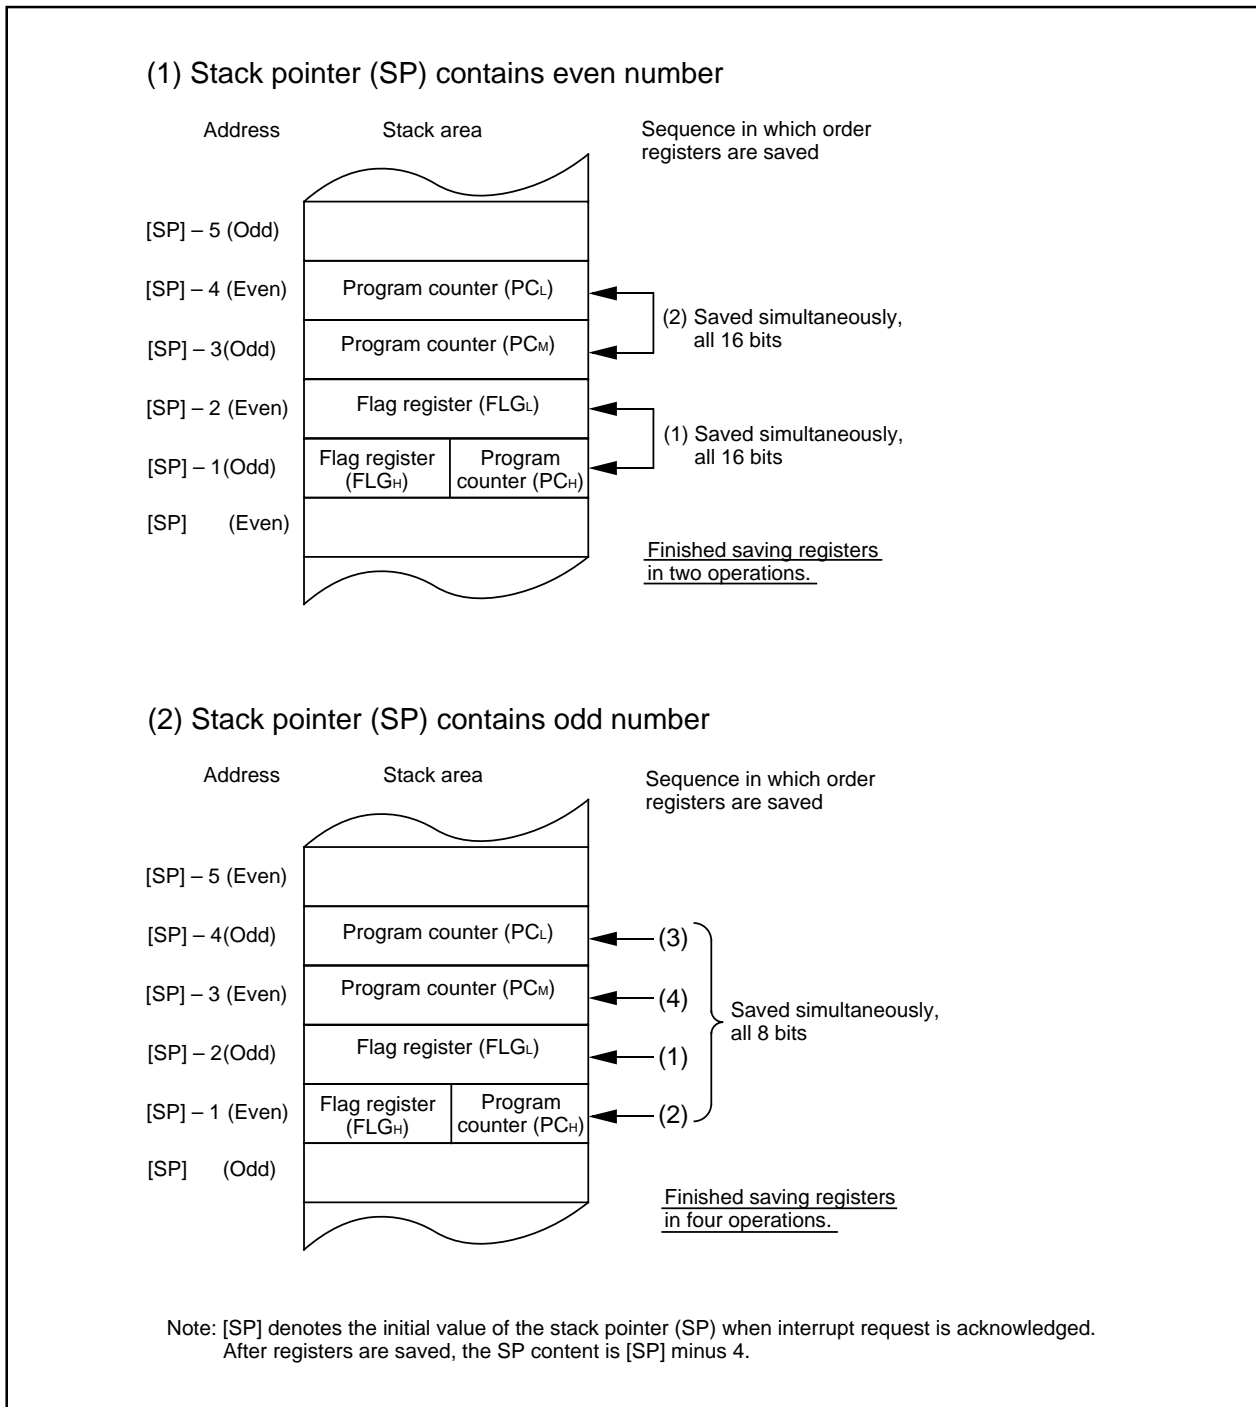 (1) Stack pointer (SP) contains even number
Address Stack area Sequence in which order
registers are saved
[SP] – 5 (Odd)
[SP] – 4 (Even) Program counter (PCL)
(2) Saved simultaneously,
all 16 bits
[SP] – 3(Odd) Program counter (PCM)
[SP] – 2 (Even) Flag register (FLGL)
(1) Saved simultaneously,
all 16 bits
[SP] – 1(Odd) Flag register
(FLGH) Program
counter (PCH)
[SP] (Even)
Finished saving registers
in two operations.
(2) Stack pointer (SP) contains odd number
Address Stack area Sequence in which order
registers are saved
[SP] – 5 (Even)
[SP] – 4(Odd) Program counter (PCL) (3)
[SP] – 3 (Even) Program counter (PCM) (4)
Saved simultaneously,
all 8 bits
[SP] – 2(Odd) Flag register (FLGL) (1)
[SP] – 1 (Even) Flag register
(FLGH) Program
counter (PCH) (2)
[SP] (Odd)
Finished saving registers
in four operations.
Note: [SP] denotes the initial value of the stack pointer (SP) when interrupt request is acknowledged.
After registers are saved, the SP content is [SP] minus 4.